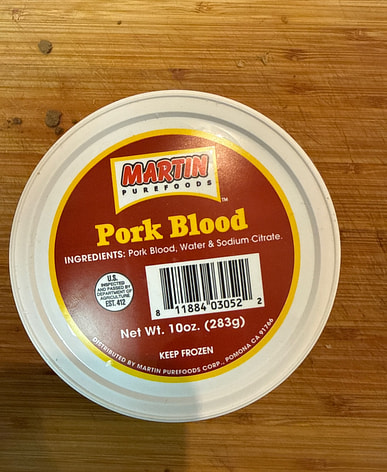 MARTIN
PUREFOODS
TM
Pork Blood
INGREDIENTS: Pork Blood, Water & Sodium Citrate.
U.S.
INSPECTED
AND PASSED BY
DEPARTMENT OF
AGRICULTURE
EST. 412
8 11884 03052 2
Net Wt. 10oz. (283g)
KEEP FROZEN
DISTRIBUTED BY MARTIN PUREFOODS CORP., POMONA CA 91766